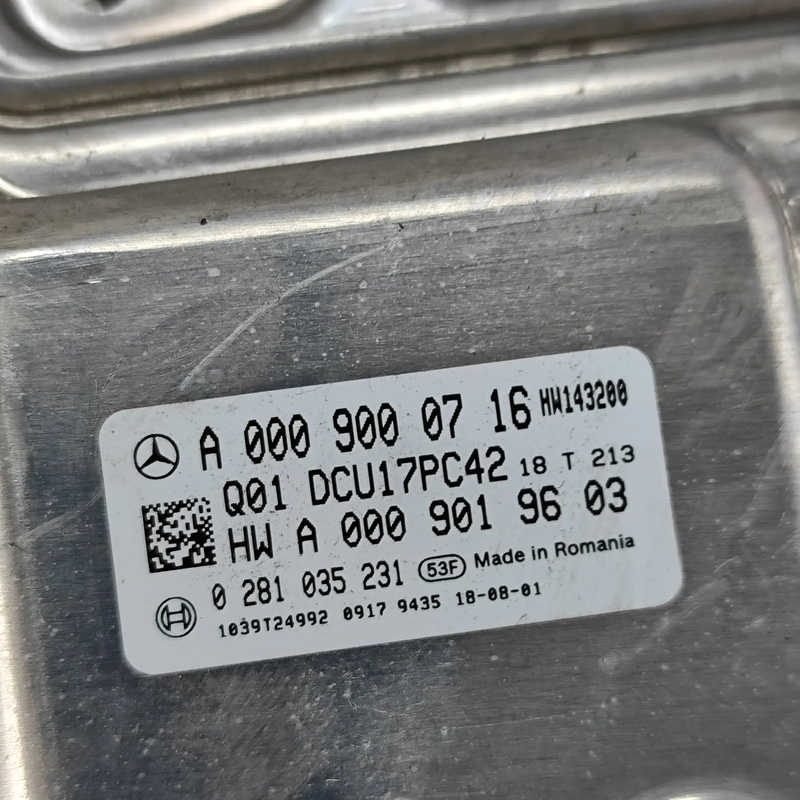 A 000 900 07 16 HW143200
Q01 DCU17PC42 18 T 213
HW A 000 901 96 03
0 281 035 231 53F Made in Romania
1039T24992 0917 9435 18-08-01